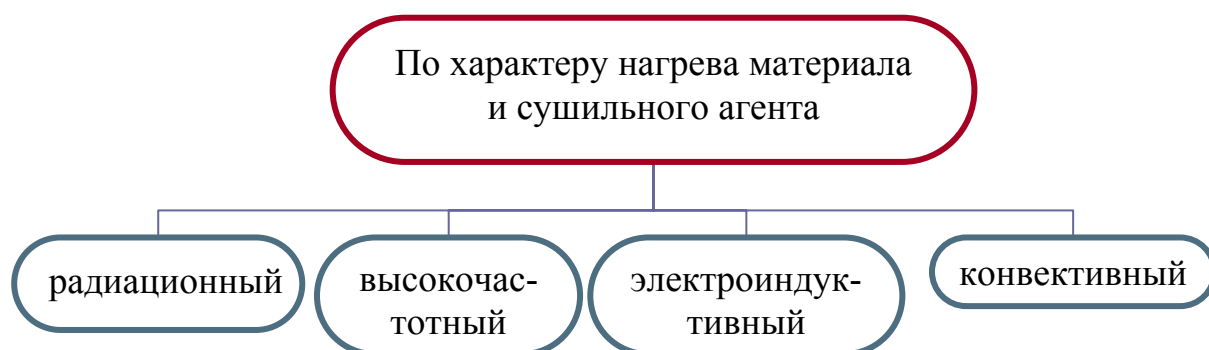 По характеру нагрева материала
и сушильного агента
радиационный
высокочас-
тотный
электроиндук-
тивный
конвективный